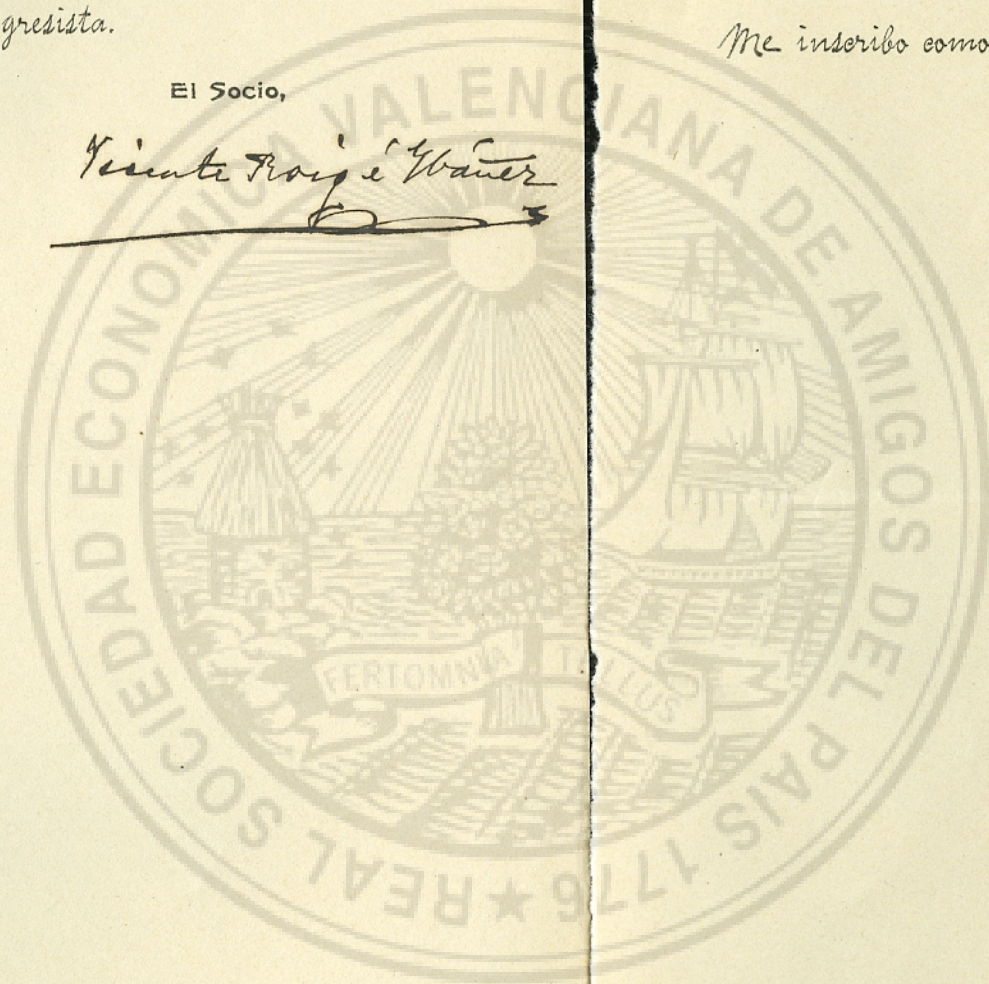 gresista.
Me inscribo como
El Socio,
Vicente Roig é Ybáñez
REAL SOCIEDAD ECONOMICA VALENCIANA DE AMIGOS DEL PAIS 1776
FERTOMNIA TELLUS